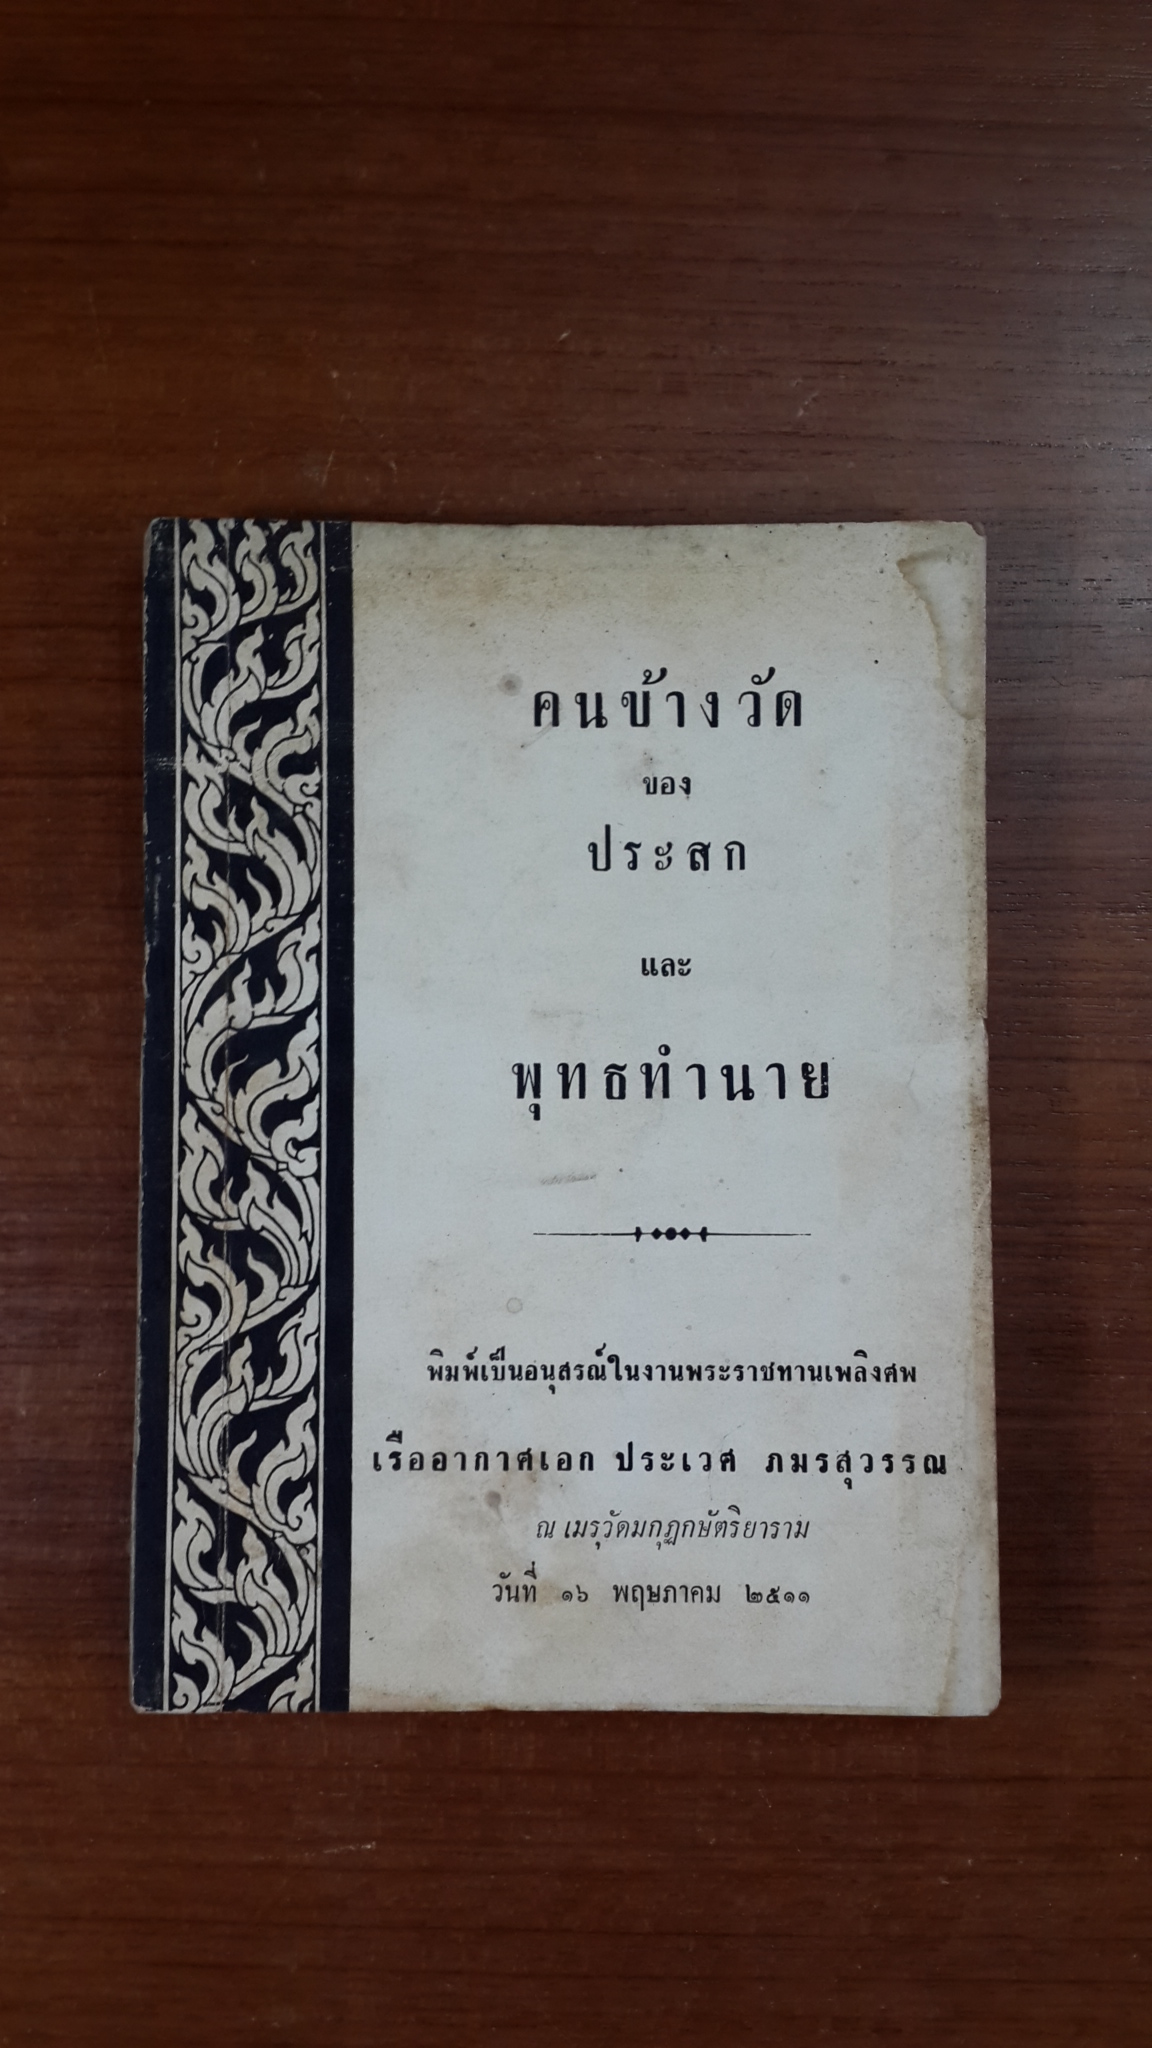 คนข้างวัด
ของ
ประสก
และ
พุทธทำนาย
พิมพ์เป็นอนุสรณ์ในงานพระราชทานเพลิงศพ
เรืออากาศเอก ประเวศ ภมรสุวรรณ
ณ เมรุวัดมกุฏกษัตริยาราม
วันที่ ๑๖ พฤษภาคม ๒๕๑๑